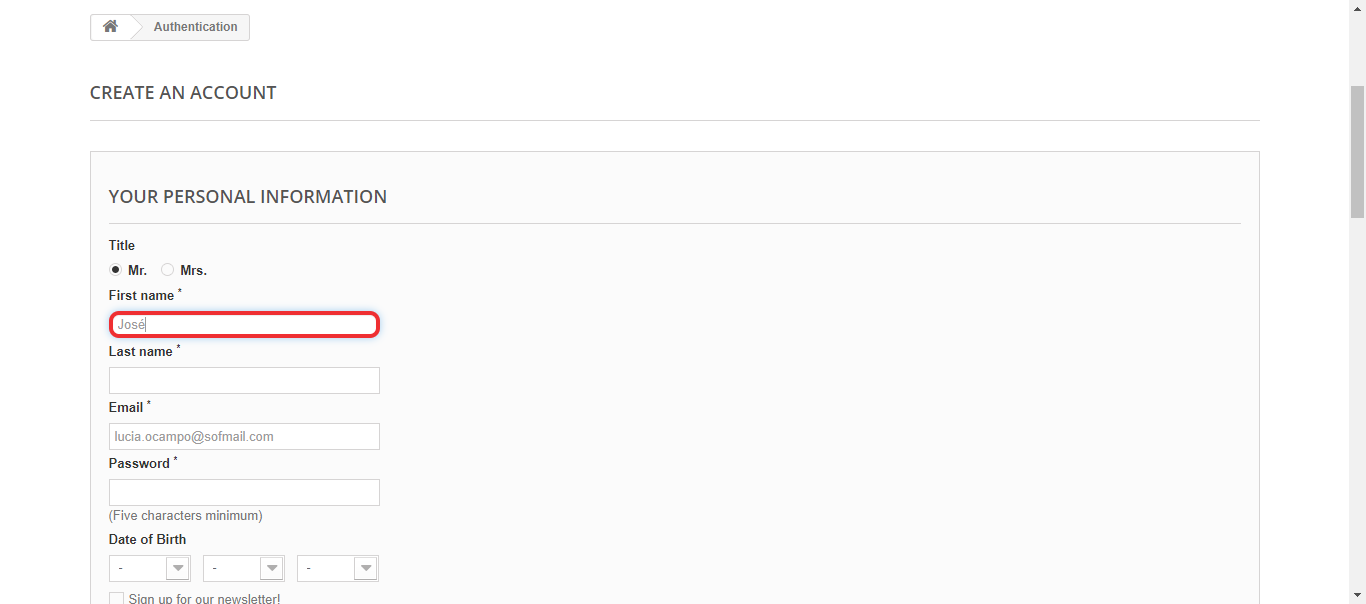 Authentication
CREATE AN ACCOUNT
YOUR PERSONAL INFORMATION
Title
Mr. Mrs.
First name *
José
Last name *
Email *
lucia.ocampo@sofmail.com
Password *
(Five characters minimum)
Date of Birth
- - -
Sign up for our newsletter!